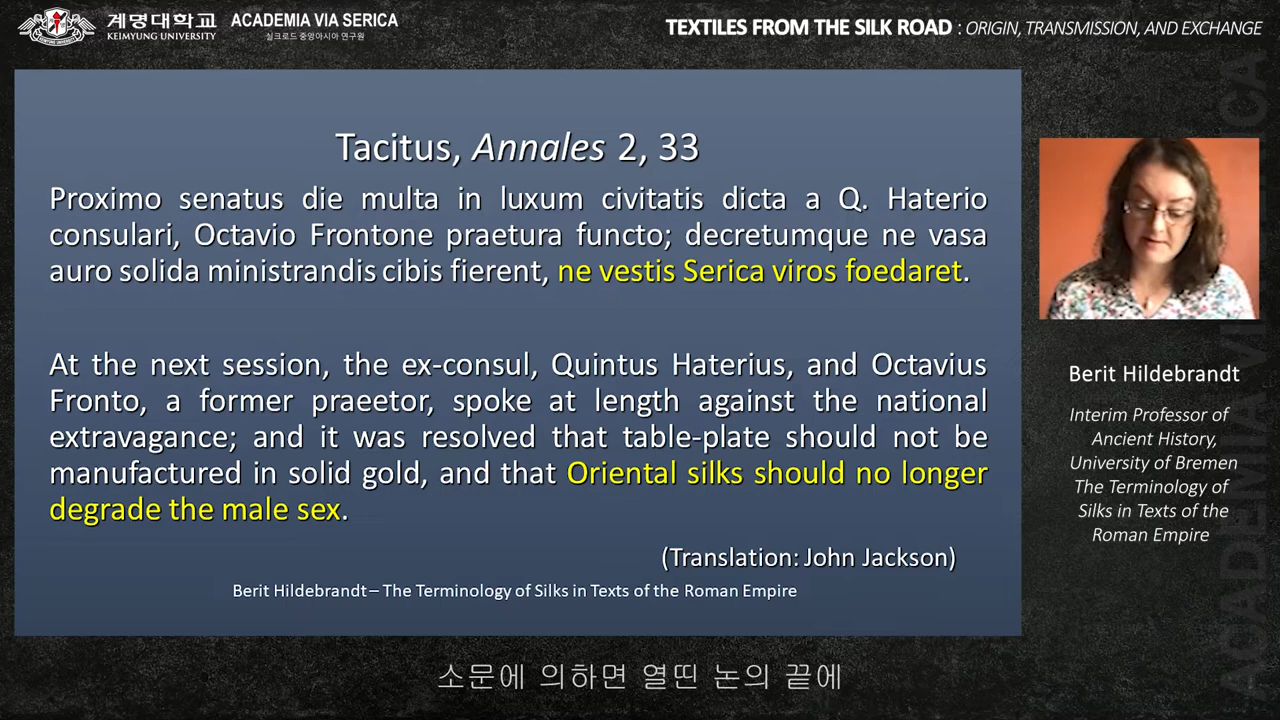 계명대학교
KEIMYUNG UNIVERSITY
ACADEMIA VIA SERICA
실크로드 중앙아시아 연구원
TEXTILES FROM THE SILK ROAD : ORIGIN, TRANSMISSION, AND EXCHANGE
Tacitus, Annales 2, 33
Proximo senatus die multa in luxum civitatis dicta a Q. Haterio
consulari, Octavio Frontone praetura functo; decretumque ne vasa
auro solida ministrandis cibis fierent, ne vestis Serica viros foedaret.
At the next session, the ex-consul, Quintus Haterius, and Octavius
Fronto, a former praeetor, spoke at length against the national
extravagance; and it was resolved that table-plate should not be
manufactured in solid gold, and that Oriental silks should no longer
degrade the male sex.
(Translation: John Jackson)
Berit Hildebrandt – The Terminology of Silks in Texts of the Roman Empire
Berit Hildebrandt
Interim Professor of
Ancient History,
University of Bremen
The Terminology of
Silks in Texts of the
Roman Empire
ACADEMIA VIA SERICA
소문에 의하면 열띤 논의 끝에